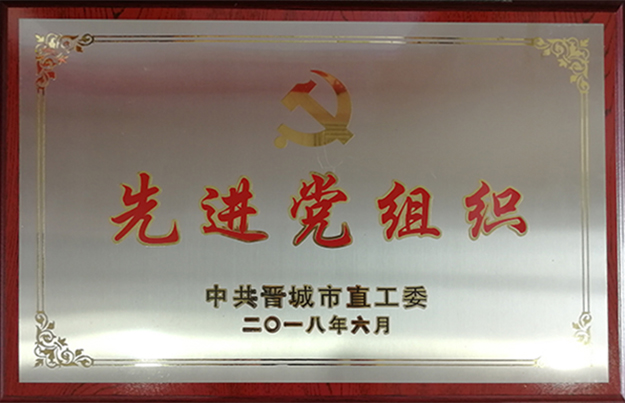 先进党组织
中共晋城市直工委
二〇一八年六月